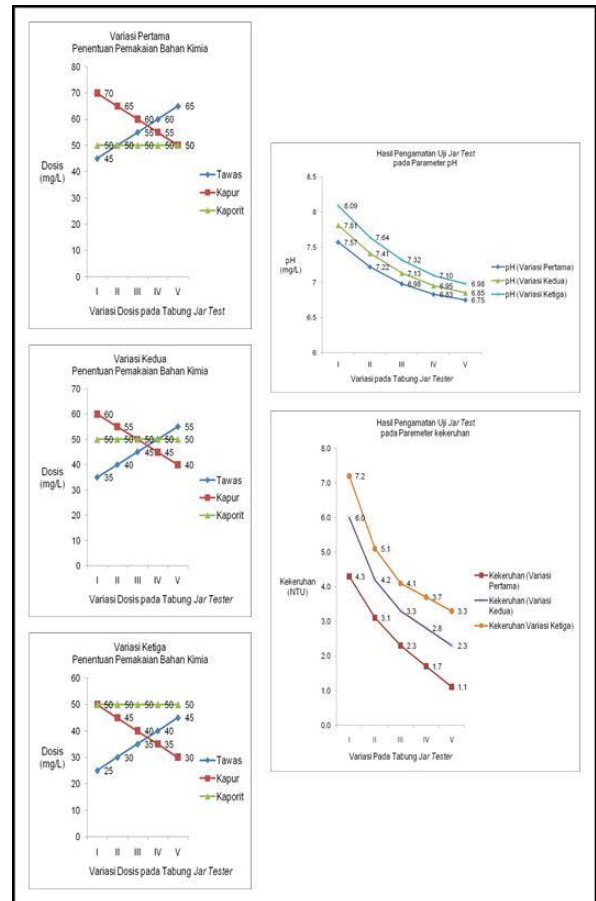 Variasi Pertama
Penentuan Pemakaian Bahan Kimia
80
70
60
50
40
30
20
10
0
Dosis
(mg/L)
70
65
60
60
55
55
65
50
50
50
50
50
45
Tawas
Kapur
Kaporit
I II III IV V
Variasi Dosis pada Tabung Jar Test
Variasi Kedua
Penentuan Pemakaian Bahan Kimia
70
60
50
40
30
20
10
0
Dosis
(mg/L)
60
55
55
50
50
50
50
50
45
45
40
40
35
Tawas
Kapur
Kaporit
I II III IV V
Variasi Dosis pada Tabung Jar Tester
Variasi Ketiga
Penentuan Pemakaian Bahan Kimia
60
50
40
30
20
10
0
Dosis
(mg/L)
50
50
50
50
50
45
45
40
40
35
35
30
30
25
Tawas
Kapur
Kaporit
I II III IV V
Variasi Dosis pada Tabung Jar Tester
Hasil Pengamatan Uji Jar Test
pada Parameter pH
8.5
8
7.5
7
6.5
6
pH
(mg/L)
8.09
7.81
7.57
7.64
7.41
7.22
7.32
7.13
6.98
7.10
6.95
6.83
6.98
6.85
6.75
pH (Variasi Pertama)
pH (Variasi Kedua)
pH (Variasi Ketiga)
I II III IV V
Variasi pada Tabung Jar Tester
Hasil Pengamatan Uji Jar Test
pada Paremeter kekeruhan
8.0
7.0
6.0
5.0
4.0
3.0
2.0
1.0
0.0
Kekeruhan
(NTU)
7.2
6.0
4.3
5.1
4.2
3.1
4.1
3.3
2.3
3.7
2.8
1.7
3.3
2.3
1.1
Kekeruhan (Variasi
Pertama)
Kekeruhan (Variasi
Kedua)
Kekeruhan Variasi Ketiga)
I II III IV V
Variasi Pada Tabung Jar Tester